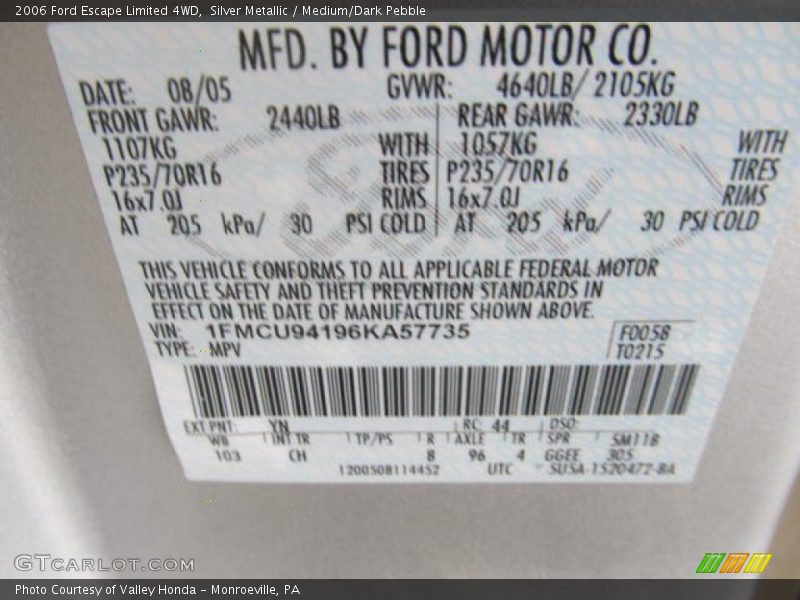 2006 Ford Escape Limited 4WD, Silver Metallic / Medium/Dark Pebble
MFD. BY FORD MOTOR CO.
DATE: 08/05 GVWR: 4640LB/ 2105KG
FRONT GAWR: 2440LB REAR GAWR: 2330LB
1107KG WITH 1057KG WITH
P235/70R16 TIRES P235/70R16 TIRES
16x7.0J RIMS 16x7.0J RIMS
AT 205 kPa/ 30 PSI COLD AT 205 kPa/ 30 PSI COLD
THIS VEHICLE CONFORMS TO ALL APPLICABLE FEDERAL MOTOR
VEHICLE SAFETY AND THEFT PREVENTION STANDARDS IN
EFFECT ON THE DATE OF MANUFACTURE SHOWN ABOVE.
VIN: 1FMCU94196KA57735 F0058
TYPE: MPV T0215
EXT PNT: YN RC: 44 DSO:
WB INT TR TP/PS R AXLE TR SPR SM11B
103 CH B 96 4 GGEE 305
1200508114452 UTC SU5A-1520472-BA
GTCARLOT.COM
Photo Courtesy of Valley Honda - Monroeville, PA